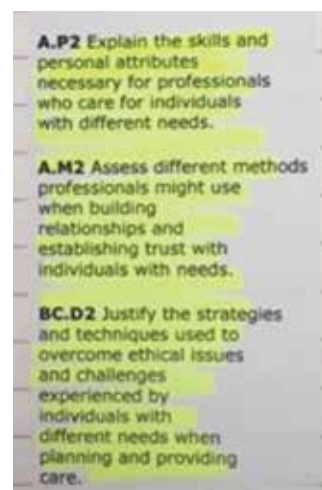 A.P2 Explain the skills and
personal attributes
necessary for professionals
who care for individuals
with different needs.
A.M2 Assess different methods
professionals might use
when building
relationships and
establishing trust with
individuals with needs.
BC.D2 Justify the strategies
and techniques used to
overcome ethical issues
and challenges
experienced by
individuals with
different needs when
planning and providing
care.